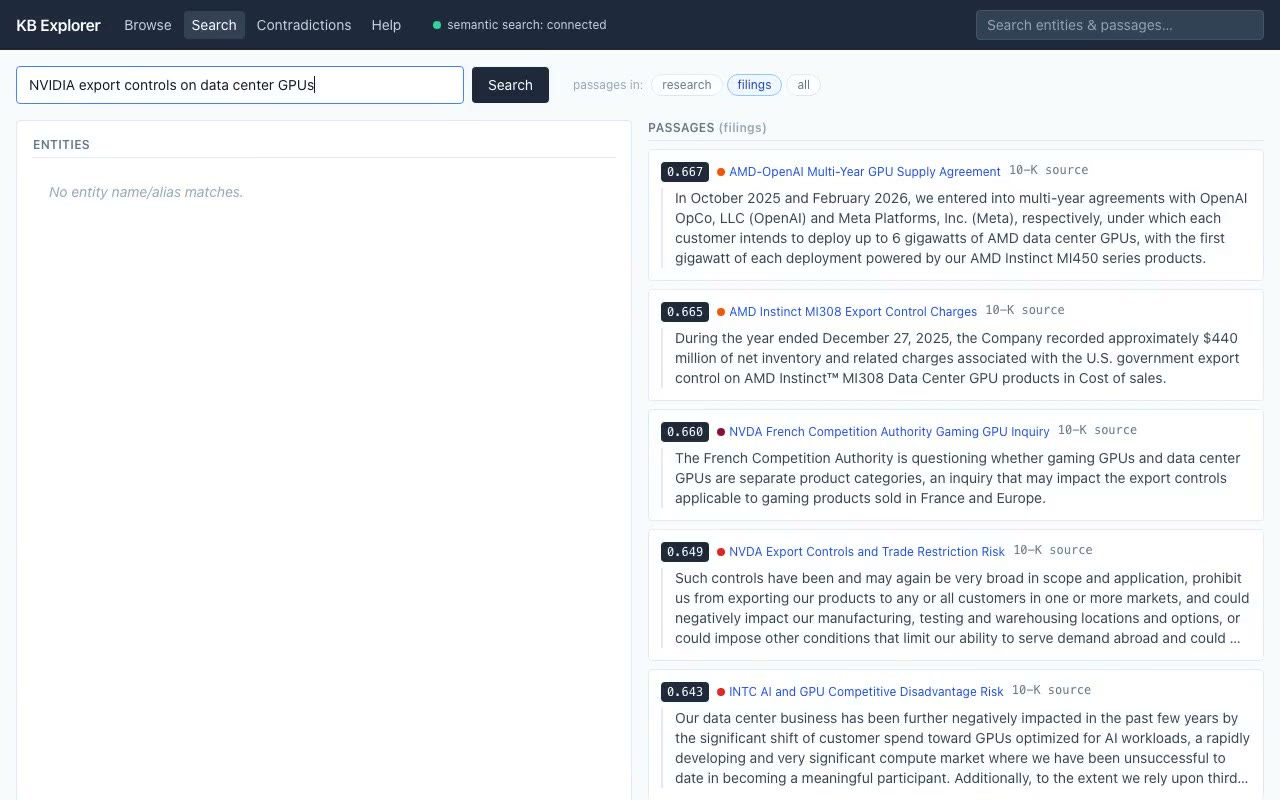 KB Explorer Browse Search Contradictions Help semantic search: connected Search entities & passages...
NVIDIA export controls on data center GPUs Search passages in: research filings all
ENTITIES
No entity name/alias matches.
PASSAGES (filings)
0.667 AMD-OpenAI Multi-Year GPU Supply Agreement 10-K source
In October 2025 and February 2026, we entered into multi-year agreements with OpenAI
OpCo, LLC (OpenAI) and Meta Platforms, Inc. (Meta), respectively, under which each
customer intends to deploy up to 6 gigawatts of AMD data center GPUs, with the first
gigawatt of each deployment powered by our AMD Instinct MI450 series products.
0.665 AMD Instinct MI308 Export Control Charges 10-K source
During the year ended December 27, 2025, the Company recorded approximately $440
million of net inventory and related charges associated with the U.S. government export
control on AMD Instinct™ MI308 Data Center GPU products in Cost of sales.
0.660 NVDA French Competition Authority Gaming GPU Inquiry 10-K source
The French Competition Authority is questioning whether gaming GPUs and data center
GPUs are separate product categories, an inquiry that may impact the export controls
applicable to gaming products sold in France and Europe.
0.649 NVDA Export Controls and Trade Restriction Risk 10-K source
Such controls have been and may again be very broad in scope and application, prohibit
us from exporting our products to any or all customers in one or more markets, and could
negatively impact our manufacturing, testing and warehousing locations and options, or
could impose other conditions that limit our ability to serve demand abroad and could ...
0.643 INTC AI and GPU Competitive Disadvantage Risk 10-K source
Our data center business has been further negatively impacted in the past few years by
the significant shift of customer spend toward GPUs optimized for AI workloads, a rapidly
developing and very significant compute market where we have been unsuccessful to
date in becoming a meaningful participant. Additionally, to the extent we rely upon third...